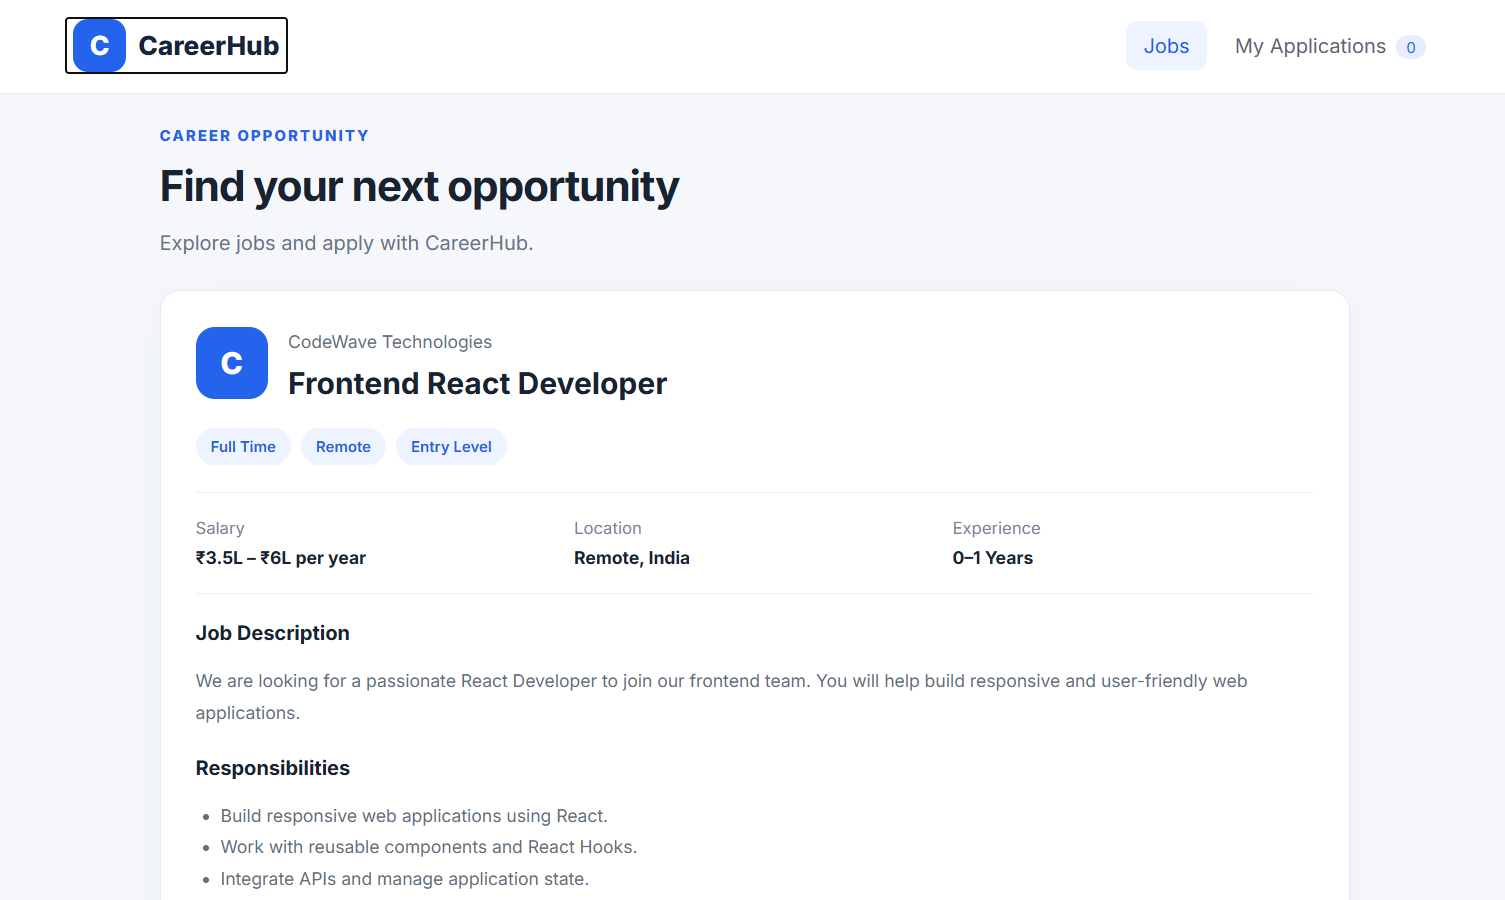 C CareerHub
Jobs
My Applications 0
CAREER OPPORTUNITY
Find your next opportunity
Explore jobs and apply with CareerHub.
C
CodeWave Technologies
Frontend React Developer
Full Time
Remote
Entry Level
Salary
₹3.5L – ₹6L per year
Location
Remote, India
Experience
0–1 Years
Job Description
We are looking for a passionate React Developer to join our frontend team. You will help build responsive and user-friendly web
applications.
Responsibilities
• Build responsive web applications using React.
• Work with reusable components and React Hooks.
• Integrate APIs and manage application state.